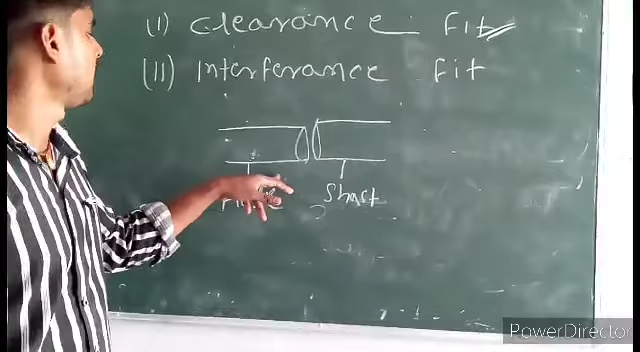 (I) Clearance Fit
(II) Interferance Fit
Shaft
PowerDirector